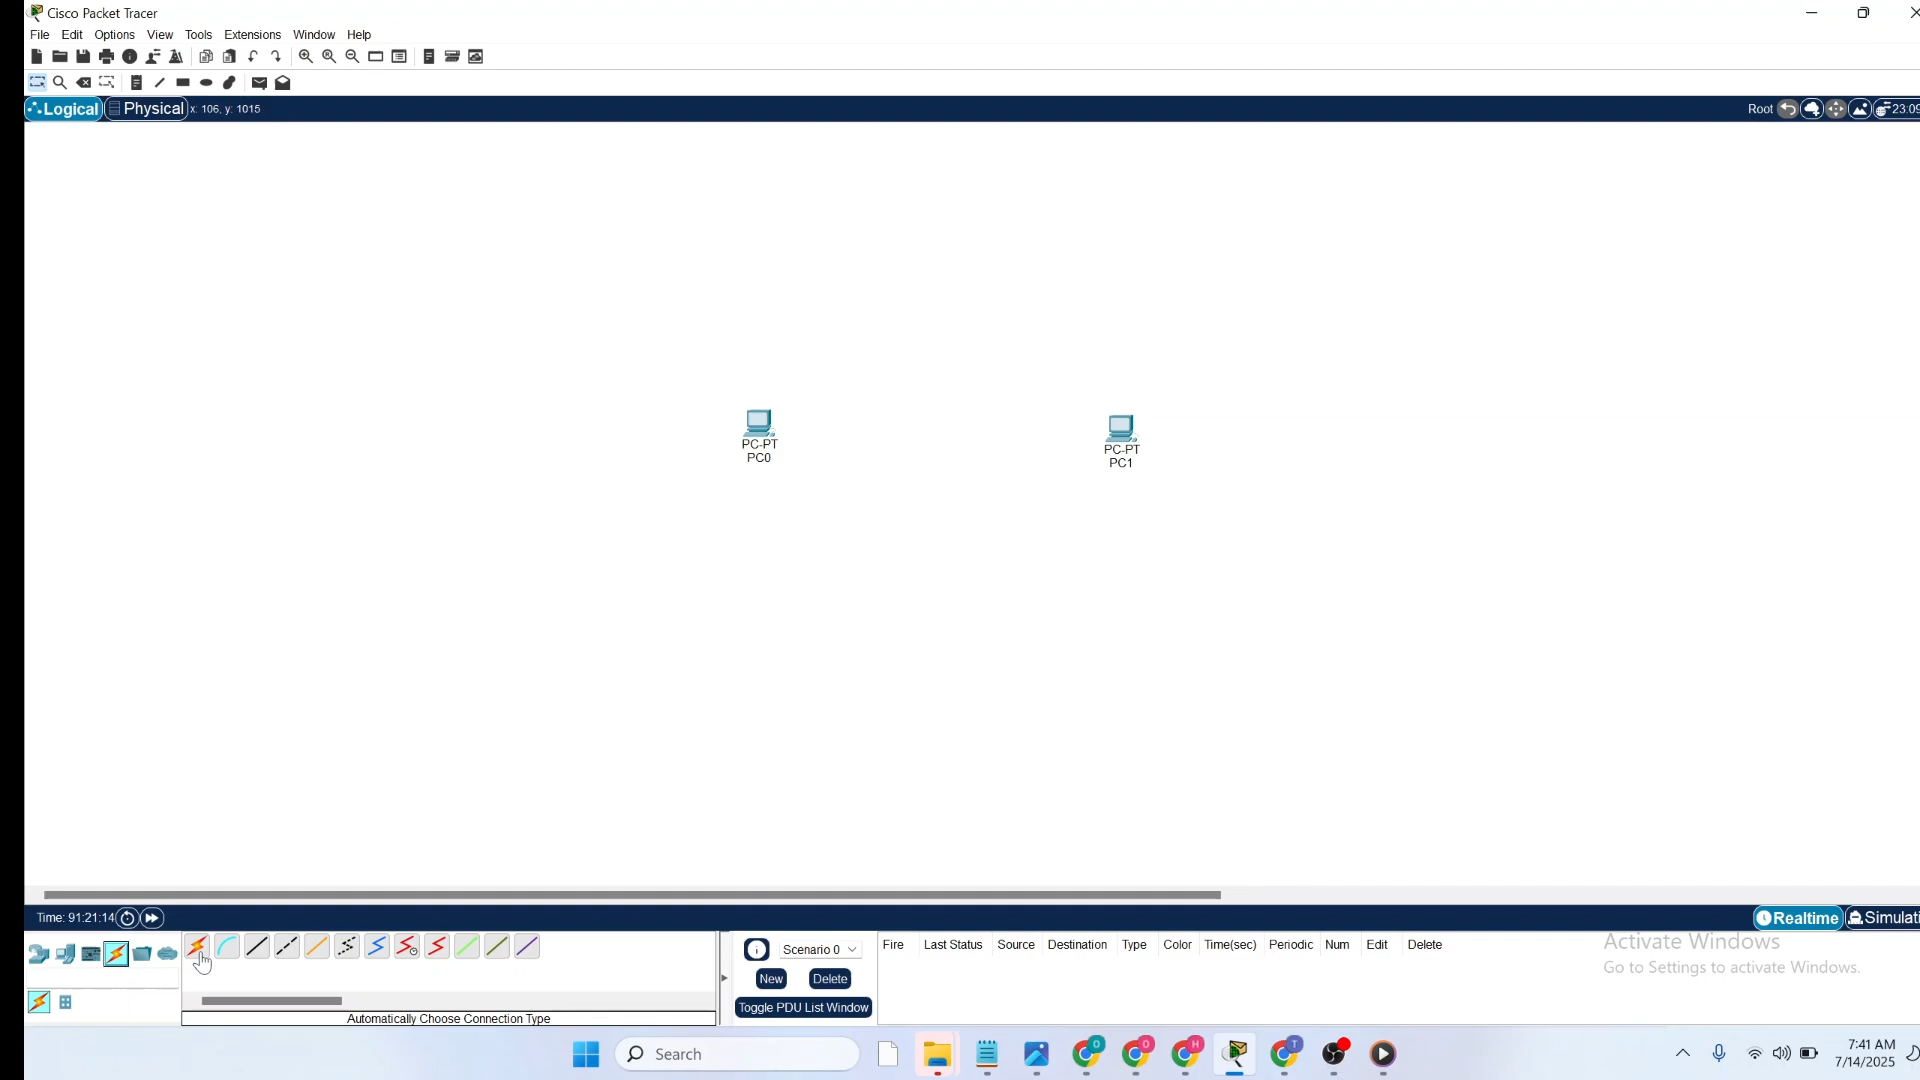 Cisco Packet Tracer
File Edit Options View Tools Extensions Window Help
Logical Physical x: 106, y: 1015 Root 23:09
PC-PT
PC0
PC-PT
PC1
Time: 91:21:14 Realtime Simulati
Scenario 0
New Delete
Toggle PDU List Window
Fire Last Status Source Destination Type Color Time(sec) Periodic Num Edit Delete
Automatically Choose Connection Type
Activate Windows
Go to Settings to activate Windows.
Search
O O H T
7:41 AM
7/14/2025